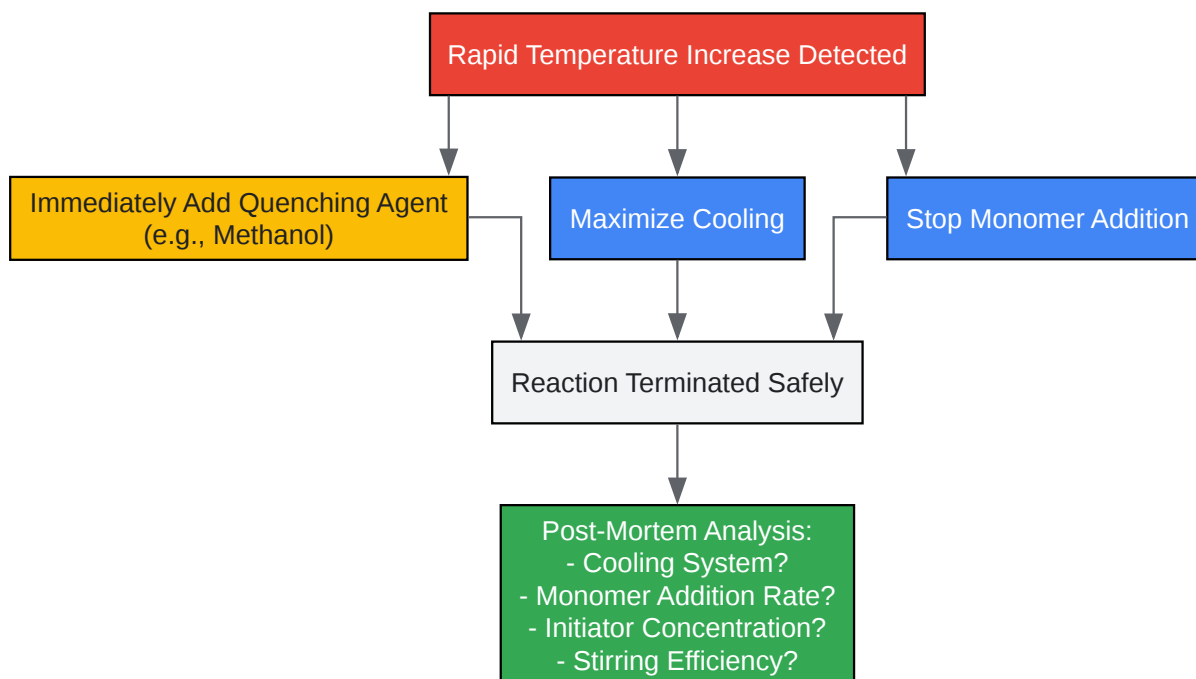 Rapid Temperature Increase Detected
Immediately Add Quenching Agent
(e.g., Methanol)
Maximize Cooling
Stop Monomer Addition
Reaction Terminated Safely
Post-Mortem Analysis:
- Cooling System?
- Monomer Addition Rate?
- Initiator Concentration?
- Stirring Efficiency?